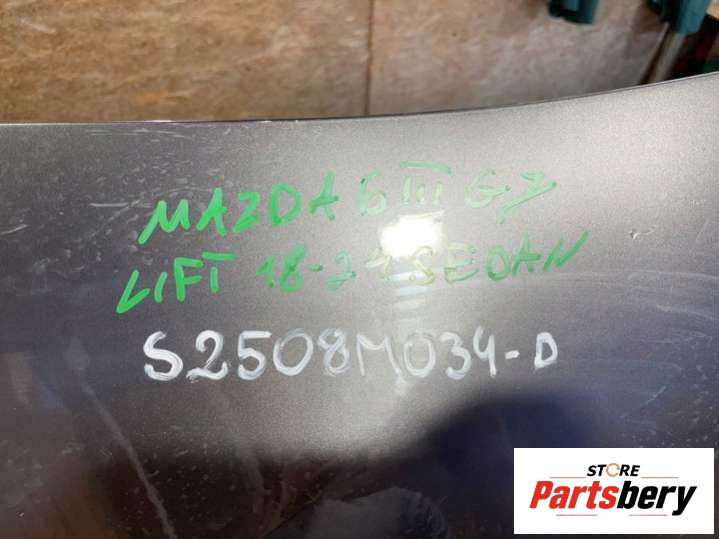 MAZDA 6 III GJ
LIFT 18-24 SEDAN
S2508M034-D
STORE
Partsbery